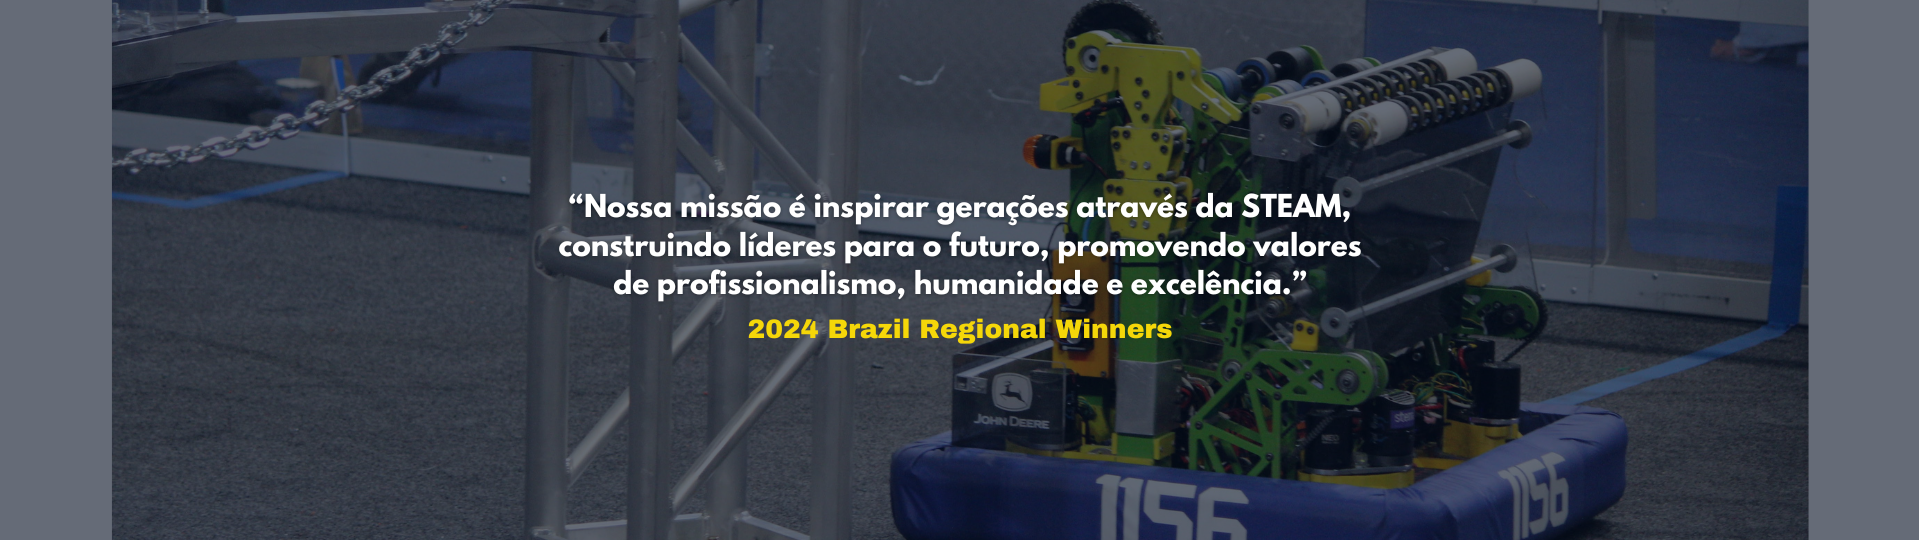 “Nossa missão é inspirar gerações através da STEAM,
construindo líderes para o futuro, promovendo valores
de profissionalismo, humanidade e excelência.”
2024 Brazil Regional Winners
JOHN DEERE
1156
1156